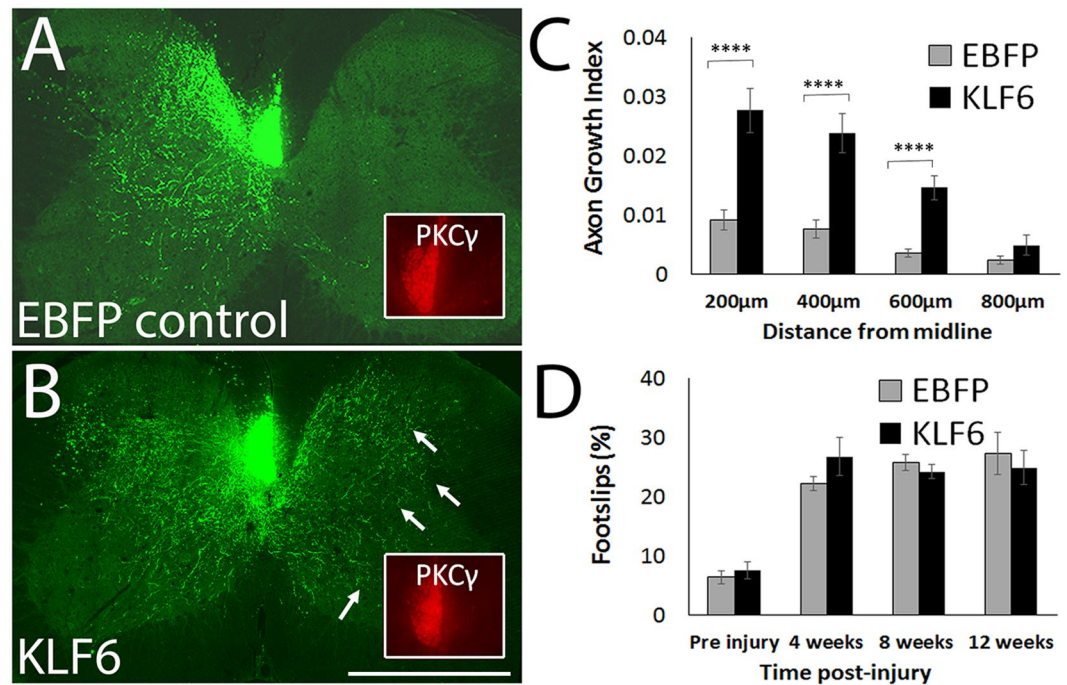 A
PKCγ
EBFP control
B
PKCγ
KLF6
C
EBFP
KLF6
Axon Growth Index
0.04
0.03
0.02
0.01
0
****
****
****
200µm 400µm 600µm 800µm
Distance from midline
D
EBFP
KLF6
Footslips (%)
40
30
20
10
0
Pre injury 4 weeks 8 weeks 12 weeks
Time post-injury